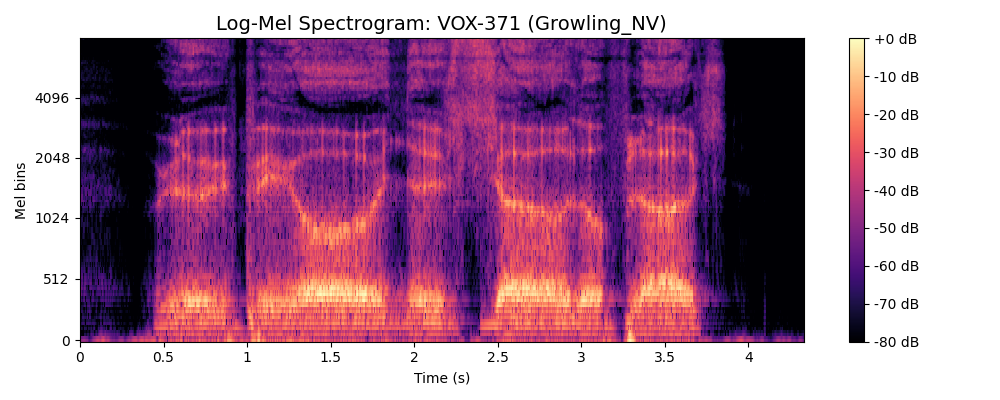 Log-Mel Spectrogram: VOX-371 (Growling_NV)
+0 dB
-10 dB
-20 dB
-30 dB
-40 dB
-50 dB
-60 dB
-70 dB
-80 dB
Mel bins
4096
2048
1024
512
0
0
0.5
1
1.5
2
2.5
3
3.5
4
Time (s)